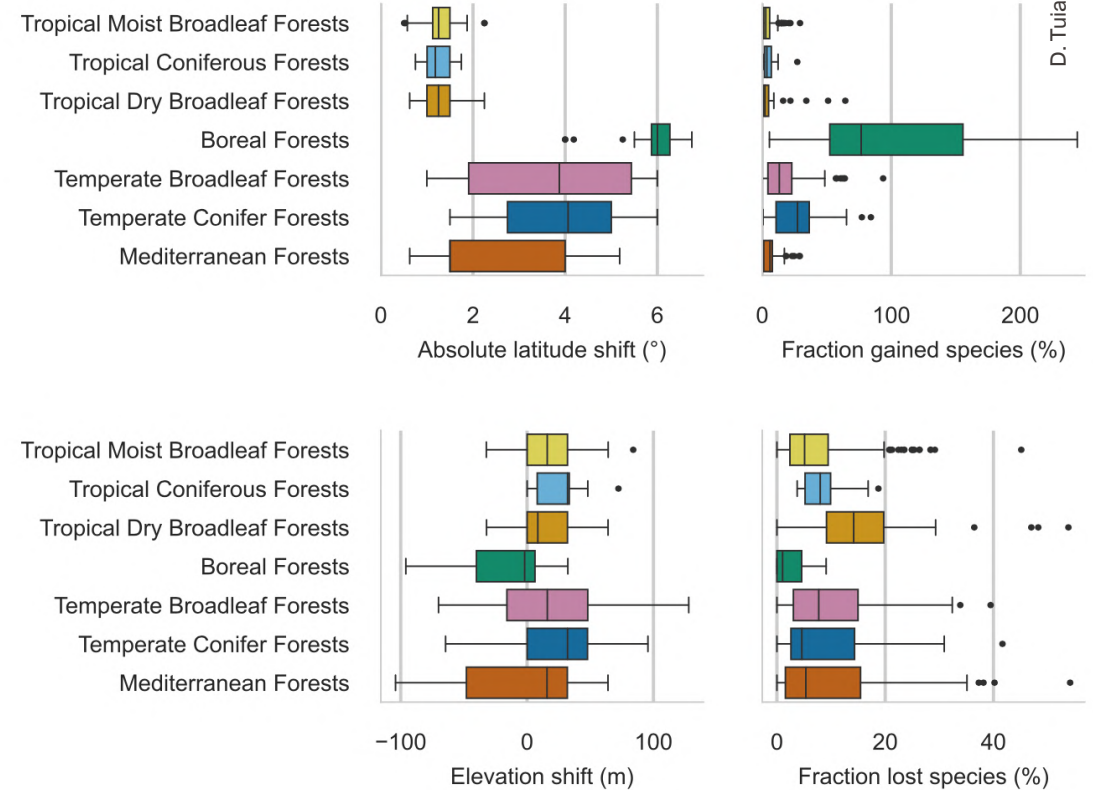 Tropical Moist Broadleaf Forests
Tropical Coniferous Forests
Tropical Dry Broadleaf Forests
Boreal Forests
Temperate Broadleaf Forests
Temperate Conifer Forests
Mediterranean Forests
0 2 4 6
Absolute latitude shift (°)
0 100 200
Fraction gained species (%)
D. Tuia
Tropical Moist Broadleaf Forests
Tropical Coniferous Forests
Tropical Dry Broadleaf Forests
Boreal Forests
Temperate Broadleaf Forests
Temperate Conifer Forests
Mediterranean Forests
−100 0 100
Elevation shift (m)
0 20 40
Fraction lost species (%)